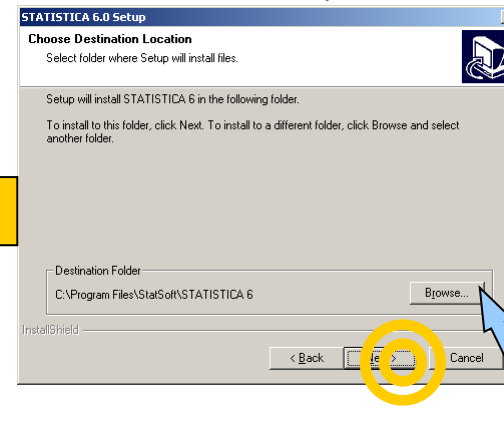 STATISTICA 6.0 Setup
Choose Destination Location
Select folder where Setup will install files.
Setup will install STATISTICA 6 in the following folder.
To install to this folder, click Next. To install to a different folder, click Browse and select
another folder.
Destination Folder
C:\Program Files\StatSoft\STATISTICA 6
Browse...
InstallShield
< Back
>
Cancel